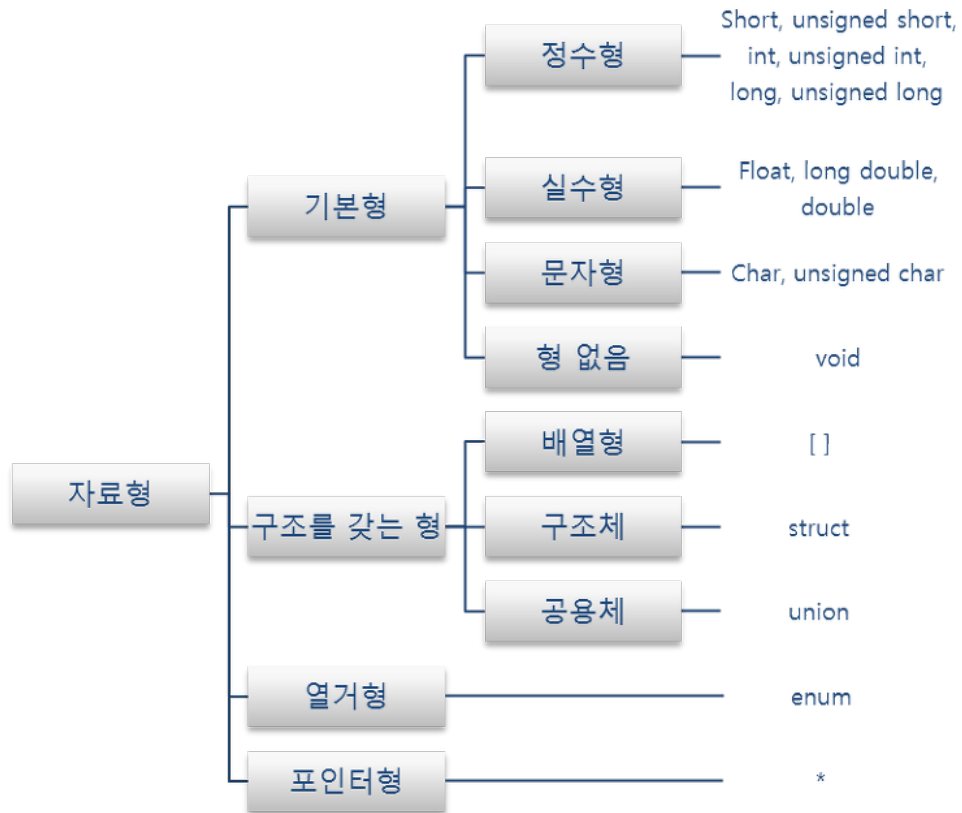 자료형
기본형
정수형
Short, unsigned short,
int, unsigned int,
long, unsigned long
실수형
Float, long double,
double
문자형
Char, unsigned char
형 없음
void
구조를 갖는 형
배열형
[ ]
구조체
struct
공용체
union
열거형
enum
포인터형
*